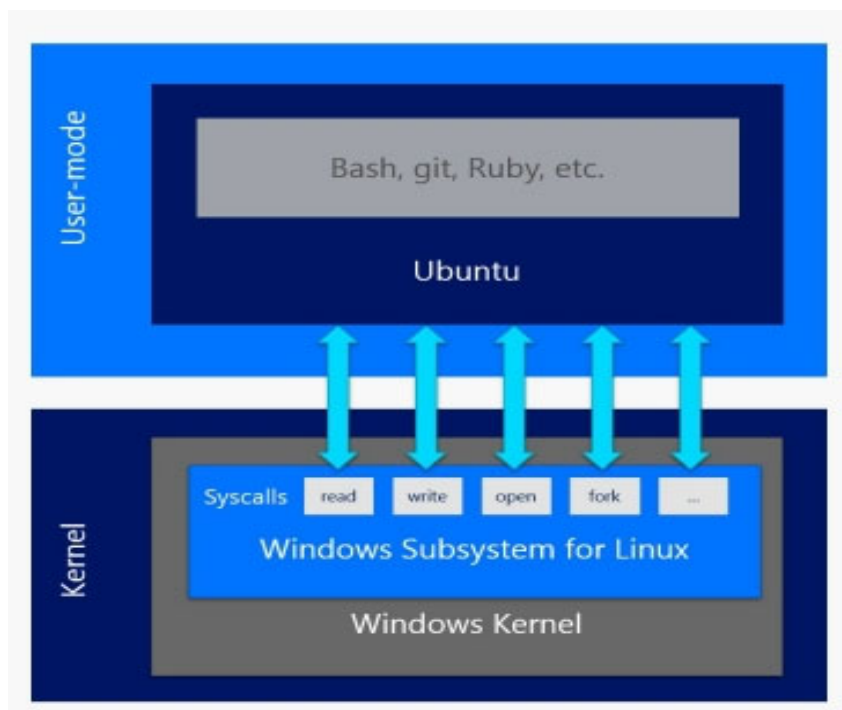 User-mode
Bash, git, Ruby, etc.
Ubuntu
Kernel
Syscalls read write open fork ...
Windows Subsystem for Linux
Windows Kernel